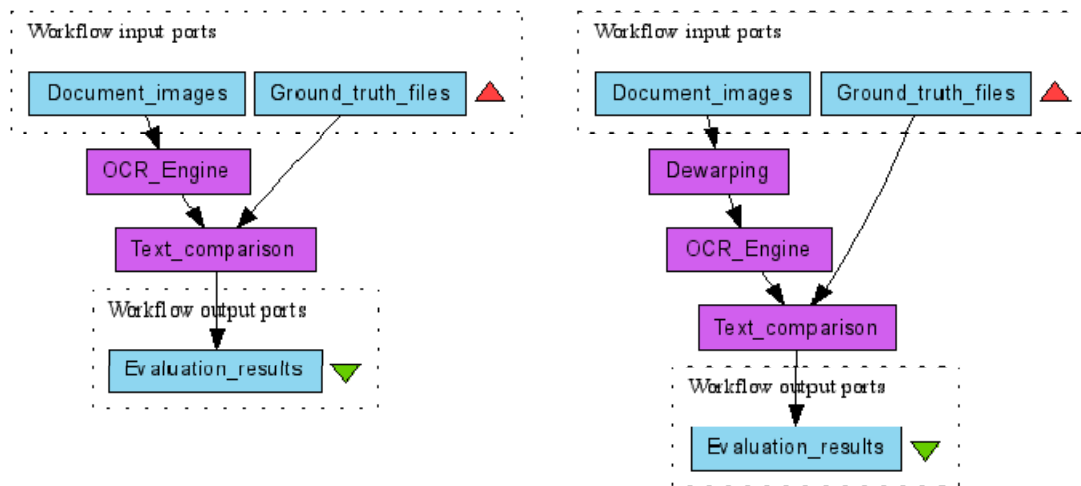 Workflow input ports
Document_images
Ground_truth_files
OCR_Engine
Text_comparison
Workflow output ports
Evaluation_results
Workflow input ports
Document_images
Ground_truth_files
Dewarping
OCR_Engine
Text_comparison
Workflow output ports
Evaluation_results